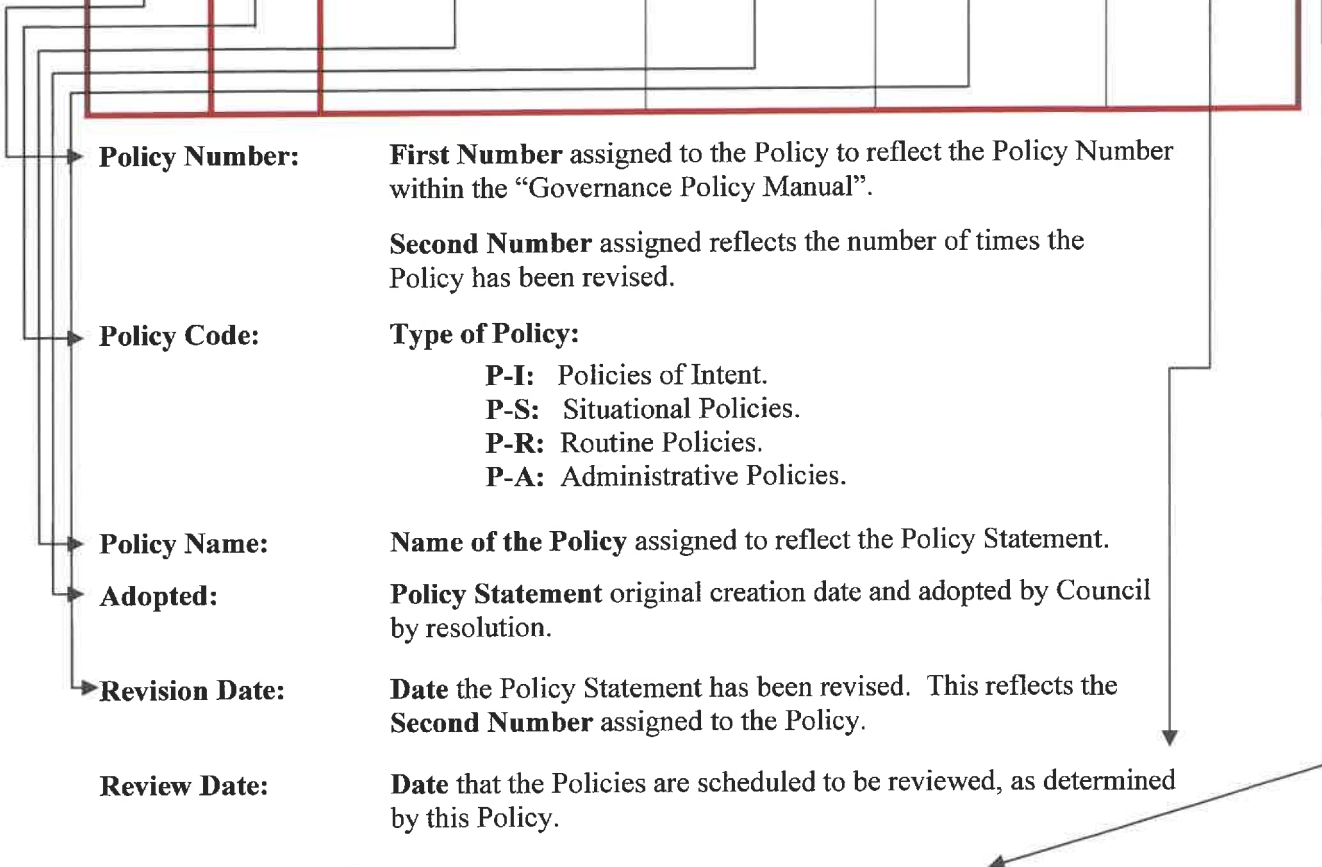 Policy Number: First Number assigned to the Policy to reflect the Policy Number
within the “Governance Policy Manual”.
Second Number assigned reflects the number of times the
Policy has been revised.
Policy Code: Type of Policy:
P-I: Policies of Intent.
P-S: Situational Policies.
P-R: Routine Policies.
P-A: Administrative Policies.
Policy Name: Name of the Policy assigned to reflect the Policy Statement.
Adopted: Policy Statement original creation date and adopted by Council
by resolution.
Revision Date: Date the Policy Statement has been revised. This reflects the
Second Number assigned to the Policy.
Review Date: Date that the Policies are scheduled to be reviewed, as determined
by this Policy.